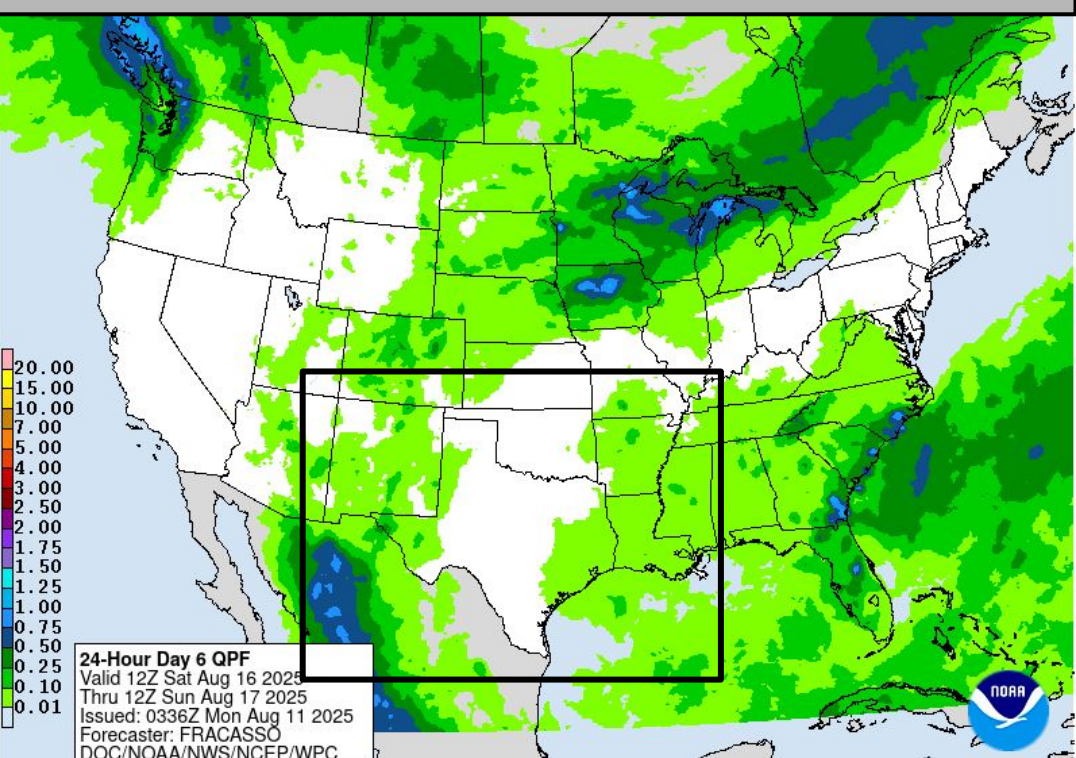 20.00
15.00
10.00
7.00
5.00
4.00
3.00
2.50
2.00
1.75
1.50
1.25
1.00
0.75
0.50
0.25
0.10
0.01
24-Hour Day 6 QPF
Valid 12Z Sat Aug 16 2025
Thru 12Z Sun Aug 17 2025
Issued: 0336Z Mon Aug 11 2025
Forecaster: FRACASSO
DOC/NOAA/NWS/NCEP/WPC
NOAA